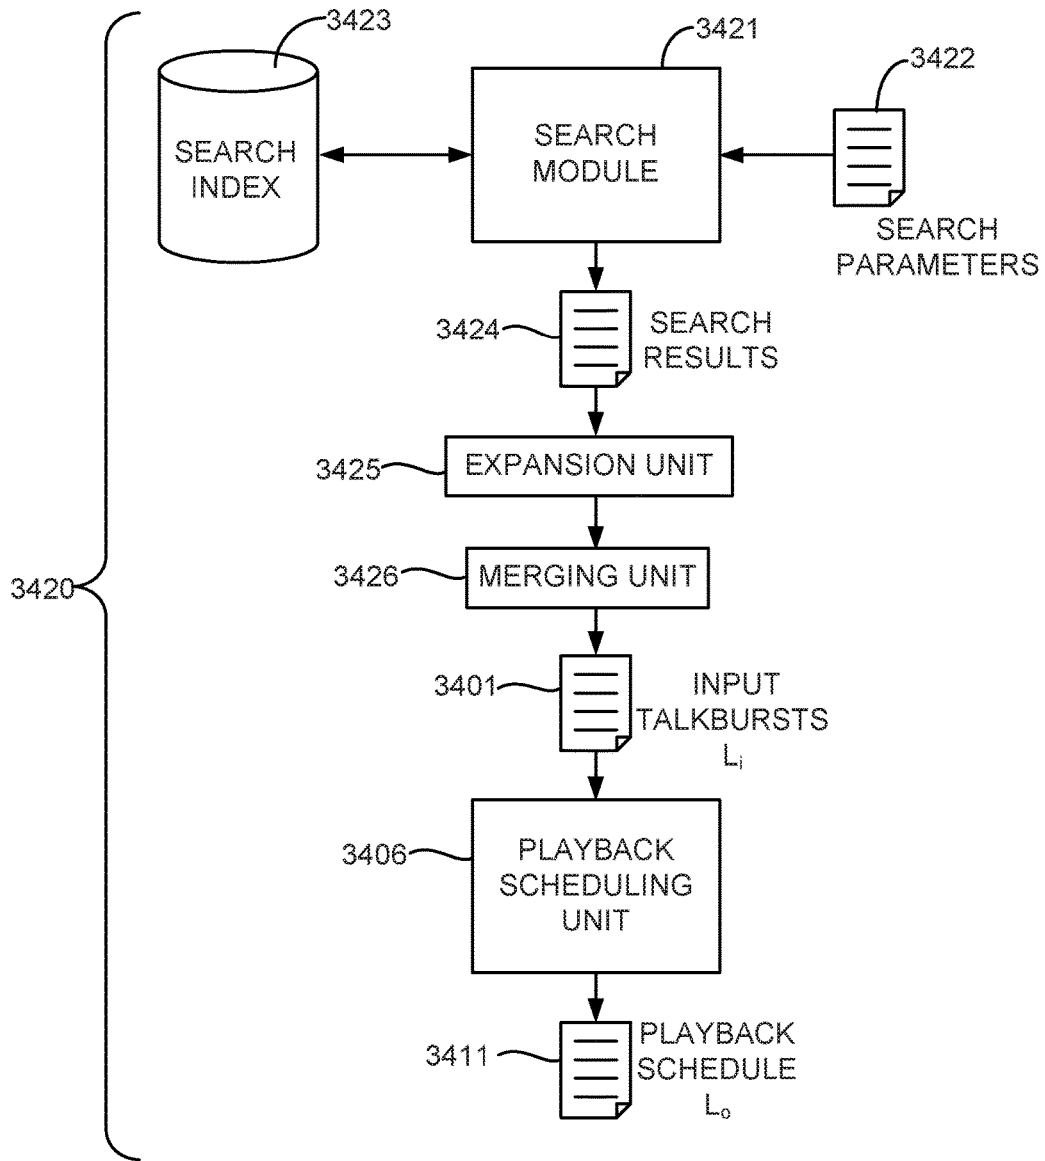 3423
3421
3422
SEARCH
INDEX
SEARCH
MODULE
SEARCH
PARAMETERS
3424
SEARCH
RESULTS
3425
EXPANSION UNIT
3426
MERGING UNIT
3420
3401
INPUT
TALKBURSTS
Li
3406
PLAYBACK
SCHEDULING
UNIT
3411
PLAYBACK
SCHEDULE
Lo